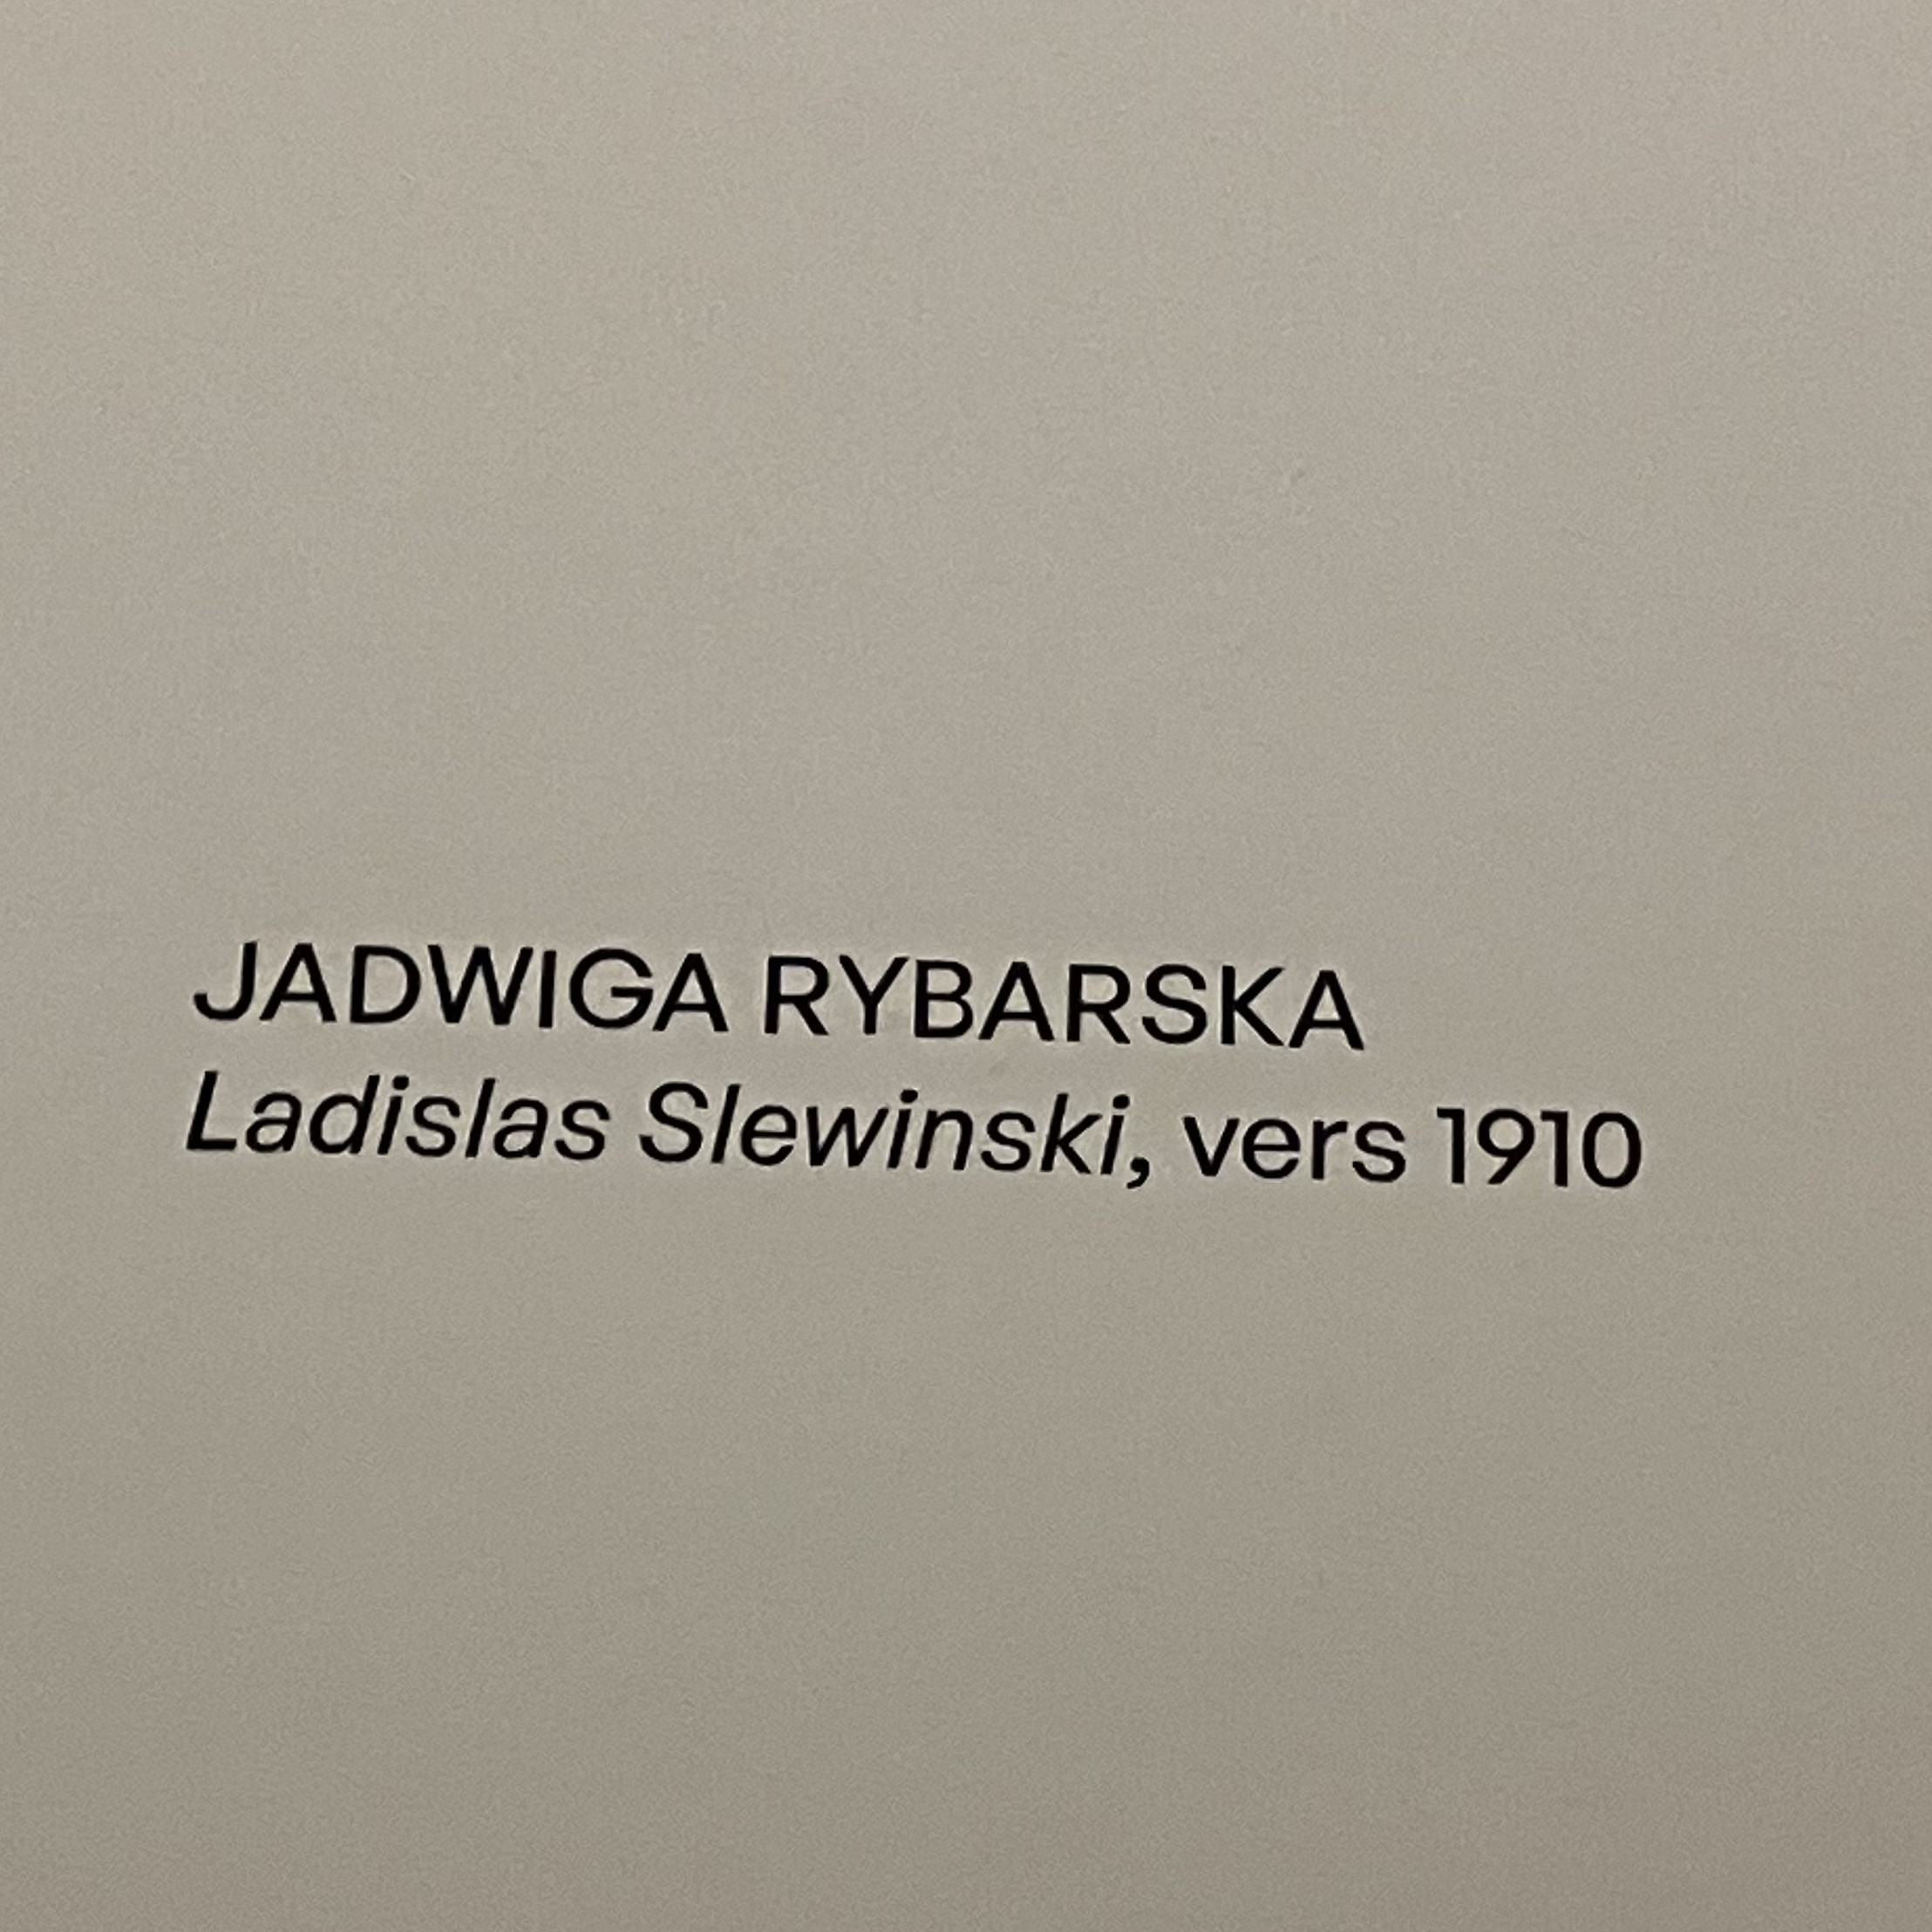 JADWIGA RYBARSKA
Ladislas Slewinski, vers 1910